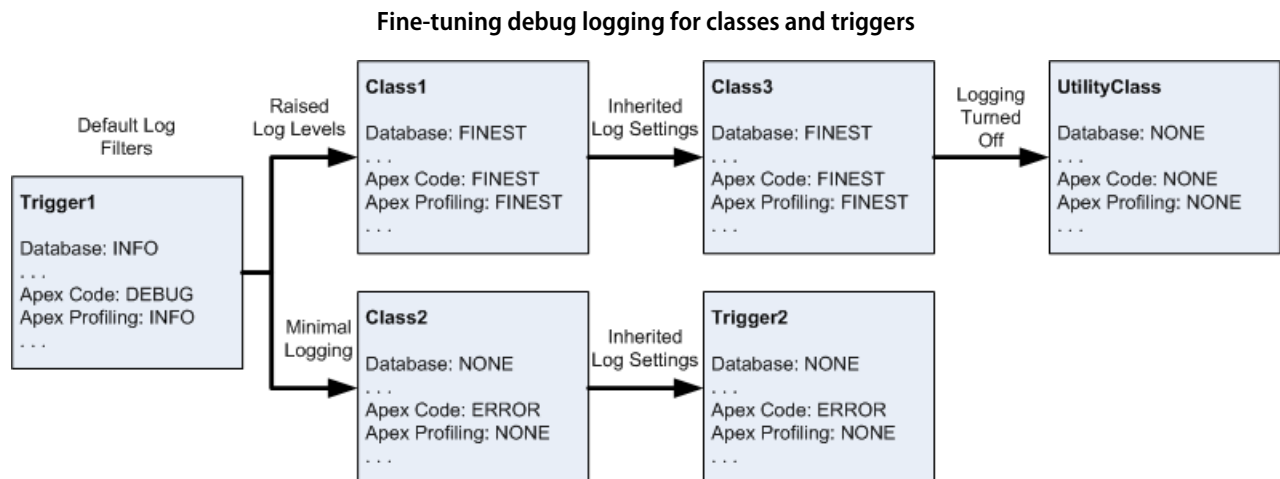 Fine-tuning debug logging for classes and triggers
Default Log
Filters
Trigger1
Database: INFO
. . .
Apex Code: DEBUG
Apex Profiling: INFO
. . .
Raised
Log Levels
Class1
Database: FINEST
. . .
Apex Code: FINEST
Apex Profiling: FINEST
. . .
Inherited
Log Settings
Class3
Database: FINEST
. . .
Apex Code: FINEST
Apex Profiling: FINEST
. . .
Logging
Turned
Off
UtilityClass
Database: NONE
. . .
Apex Code: NONE
Apex Profiling: NONE
. . .
Minimal
Logging
Class2
Database: NONE
. . .
Apex Code: ERROR
Apex Profiling: NONE
. . .
Inherited
Log Settings
Trigger2
Database: NONE
. . .
Apex Code: ERROR
Apex Profiling: NONE
. . .